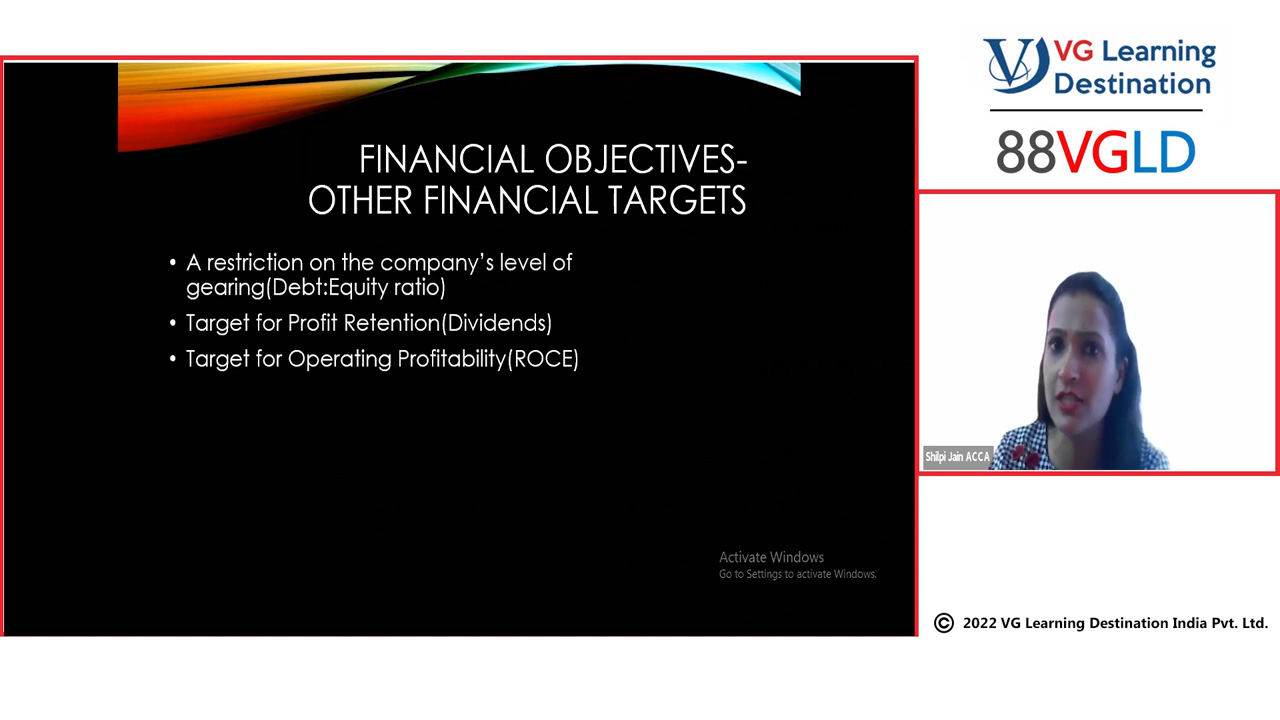 FINANCIAL OBJECTIVES-
OTHER FINANCIAL TARGETS
• A restriction on the company's level of
gearing(Debt:Equity ratio)
• Target for Profit Retention(Dividends)
• Target for Operating Profitability(ROCE)
Activate Windows
Go to Settings to activate Windows.
VG Learning
Destination
88VGLD
Shilpi Jain ACCA
© 2022 VG Learning Destination India Pvt. Ltd.